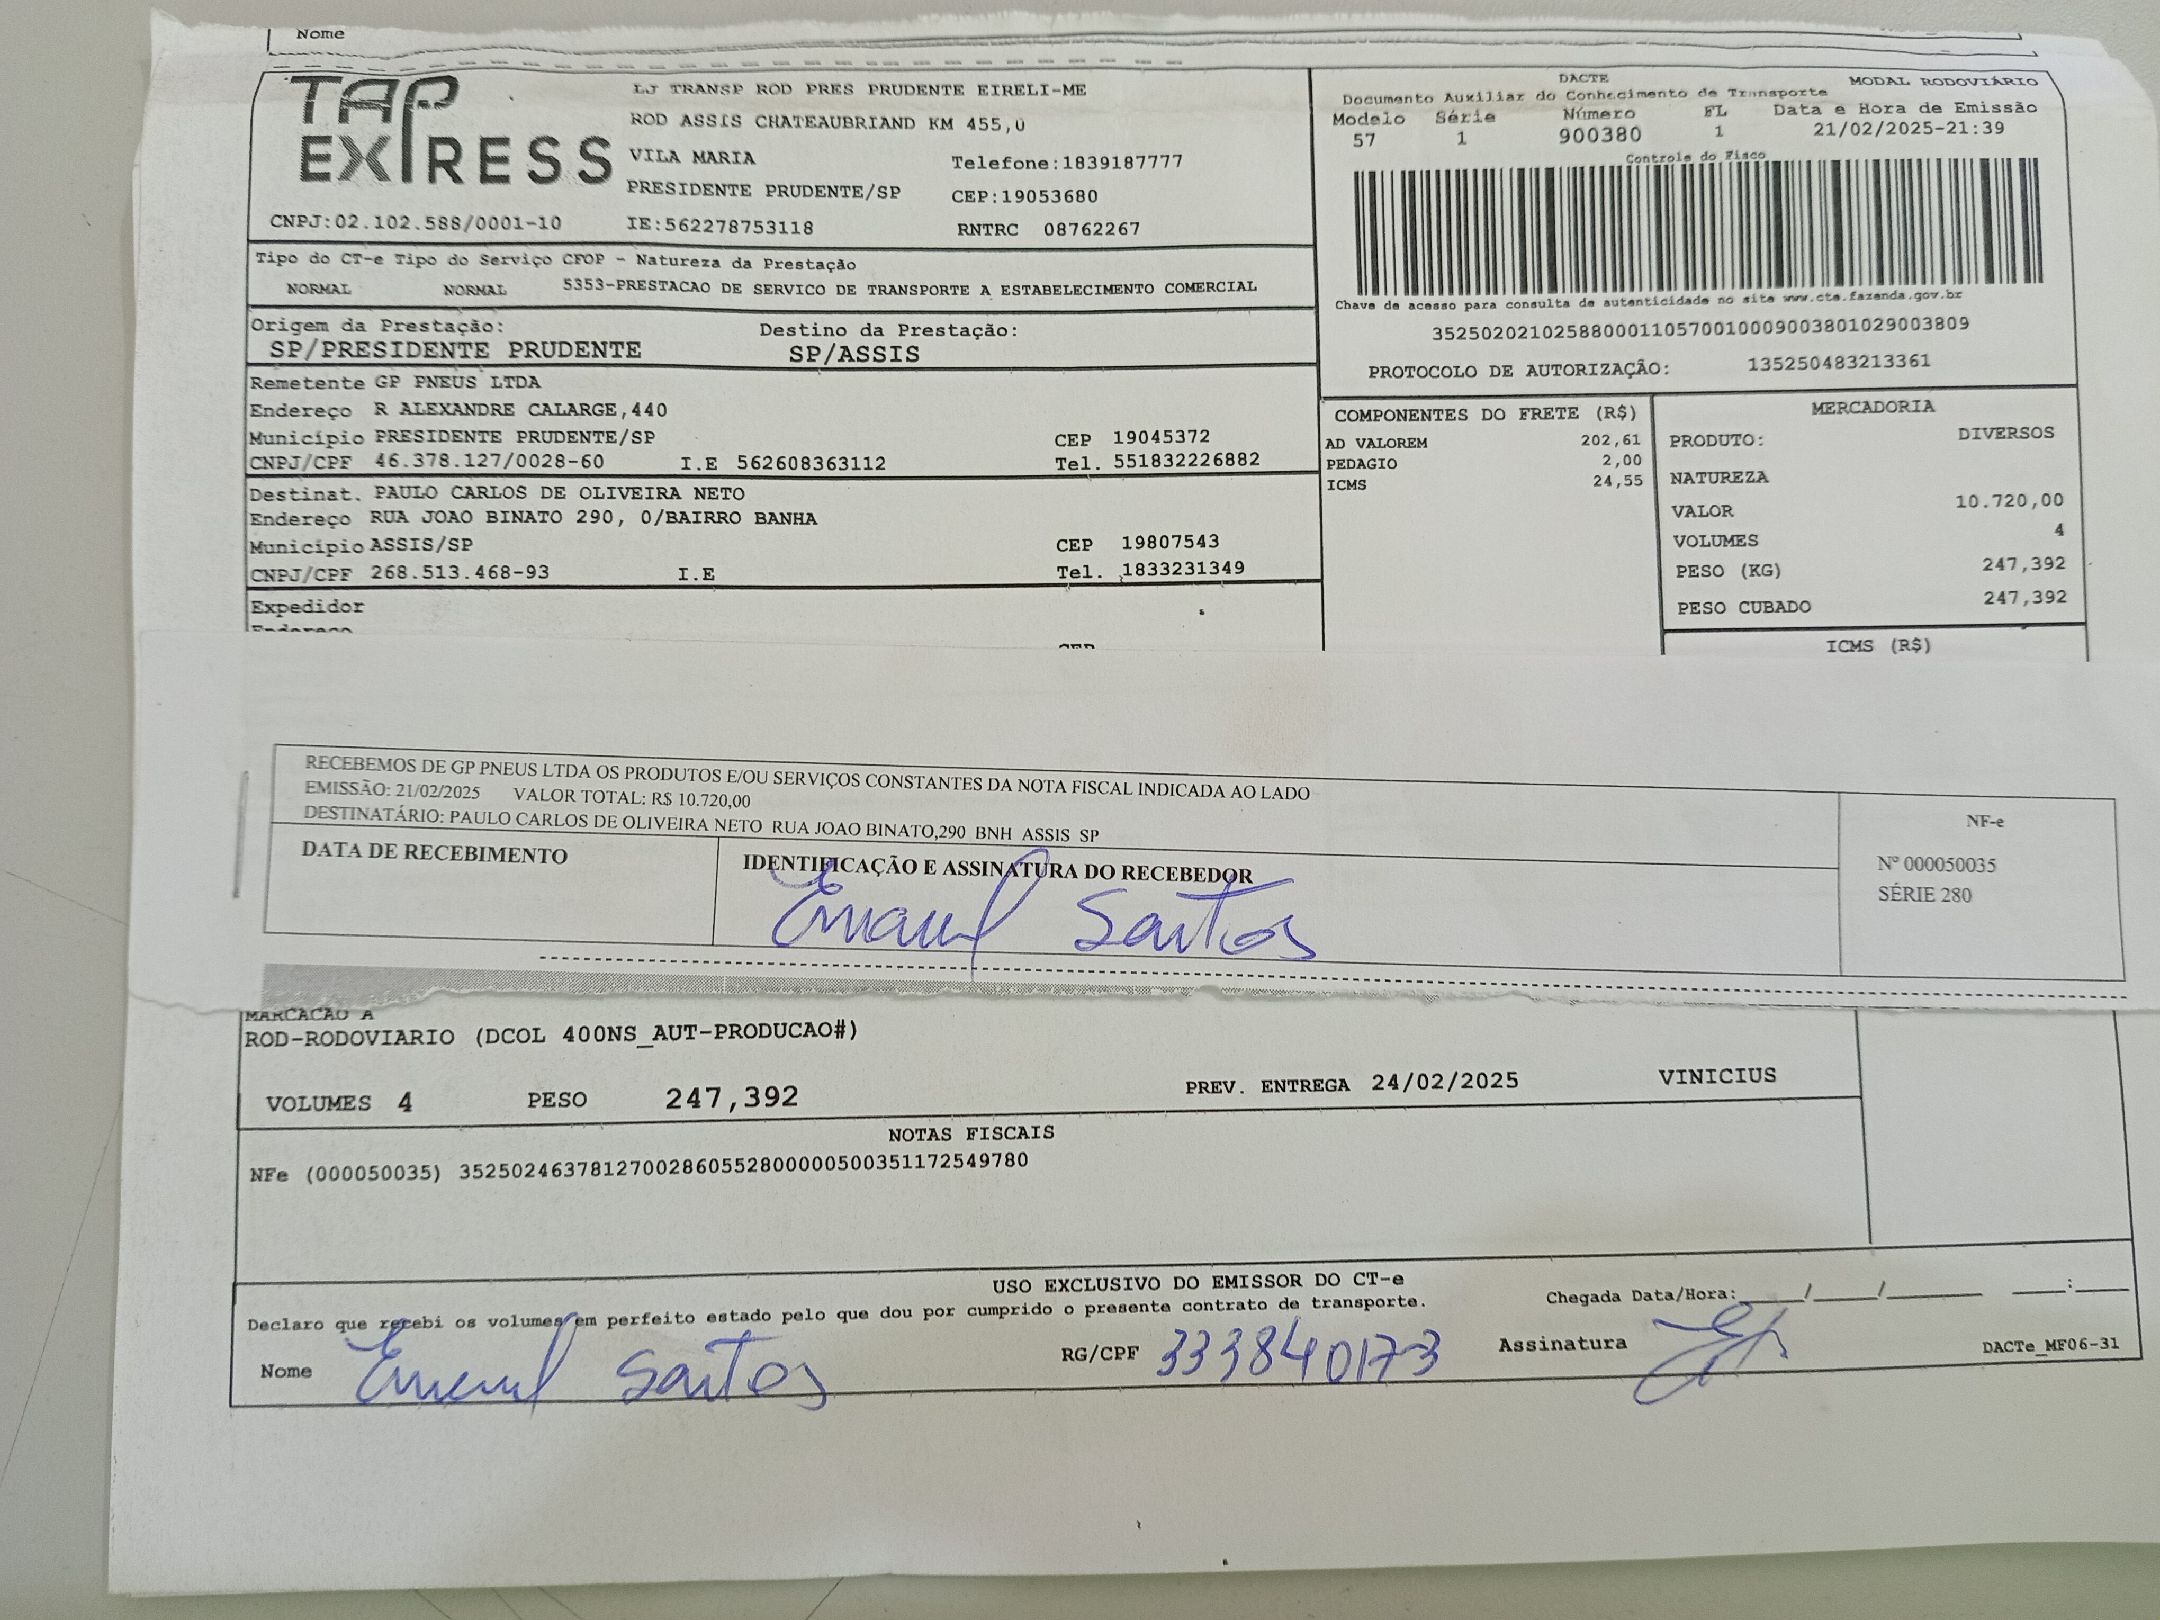 Nome
TAP EXPRESS
LJ TRANSP ROD PRES PRUDENTE EIRELI-ME
ROD ASSIS CHATEAUBRIAND KM 455,0
VILA MARIA Telefone:1839187777
PRESIDENTE PRUDENTE/SP CEP:19053680
CNPJ:02.102.588/0001-10 IE:562278753118 RNTRC 08762267
DACTE MODAL RODOVIÁRIO
Documento Auxiliar do Conhecimento de Transporte
Modelo Série Número FL Data e Hora de Emissão
57 1 900380 1 21/02/2025-21:39
Controle do Fisco
Chave de acesso para consulta de autenticidade no site www.cte.fazenda.gov.br
35250202102588000110570010009003801029003809
PROTOCOLO DE AUTORIZAÇÃO: 135250483213361
Tipo do CT-e Tipo do Serviço CFOP - Natureza da Prestação
NORMAL NORMAL 5353-PRESTACAO DE SERVICO DE TRANSPORTE A ESTABELECIMENTO COMERCIAL
Origem da Prestação: Destino da Prestação:
SP/PRESIDENTE PRUDENTE SP/ASSIS
Remetente GP PNEUS LTDA
Endereço R ALEXANDRE CALARGE,440
Município PRESIDENTE PRUDENTE/SP CEP 19045372
CNPJ/CPF 46.378.127/0028-60 I.E 562608363112 Tel. 551832226882
Destinat. PAULO CARLOS DE OLIVEIRA NETO
Endereço RUA JOAO BINATO 290, 0/BAIRRO BANHA
Município ASSIS/SP CEP 19807543
CNPJ/CPF 268.513.468-93 I.E Tel. 1833231349
Expedidor
Endereço
CEP
COMPONENTES DO FRETE (R$)
AD VALOREM 202,61
PEDAGIO 2,00
ICMS 24,55
MERCADORIA
PRODUTO: DIVERSOS
NATUREZA
VALOR 10.720,00
VOLUMES 4
PESO (KG) 247,392
PESO CUBADO 247,392
ICMS (R$)
RECEBEMOS DE GP PNEUS LTDA OS PRODUTOS E/OU SERVIÇOS CONSTANTES DA NOTA FISCAL INDICADA AO LADO
EMISSÃO: 21/02/2025 VALOR TOTAL: R$ 10.720,00
DESTINATÁRIO: PAULO CARLOS DE OLIVEIRA NETO RUA JOAO BINATO,290 BNH ASSIS SP
DATA DE RECEBIMENTO
IDENTIFICAÇÃO E ASSINATURA DO RECEBEDOR
Santos
NF-e
Nº 000050035
SÉRIE 280
MARCACAO A
ROD-RODOVIARIO (DCOL 400NS_AUT-PRODUCAO#)
VOLUMES 4 PESO 247,392 PREV. ENTREGA 24/02/2025 VINICIUS
NOTAS FISCAIS
NFe (000050035) 35250246378127002860552800000500351172549780
USO EXCLUSIVO DO EMISSOR DO CT-e
Declaro que recebi os volumes em perfeito estado pelo que dou por cumprido o presente contrato de transporte.
Chegada Data/Hora:____/____/______ ____:____
Nome Santos RG/CPF 333840173 Assinatura
DACTe_MF06-31